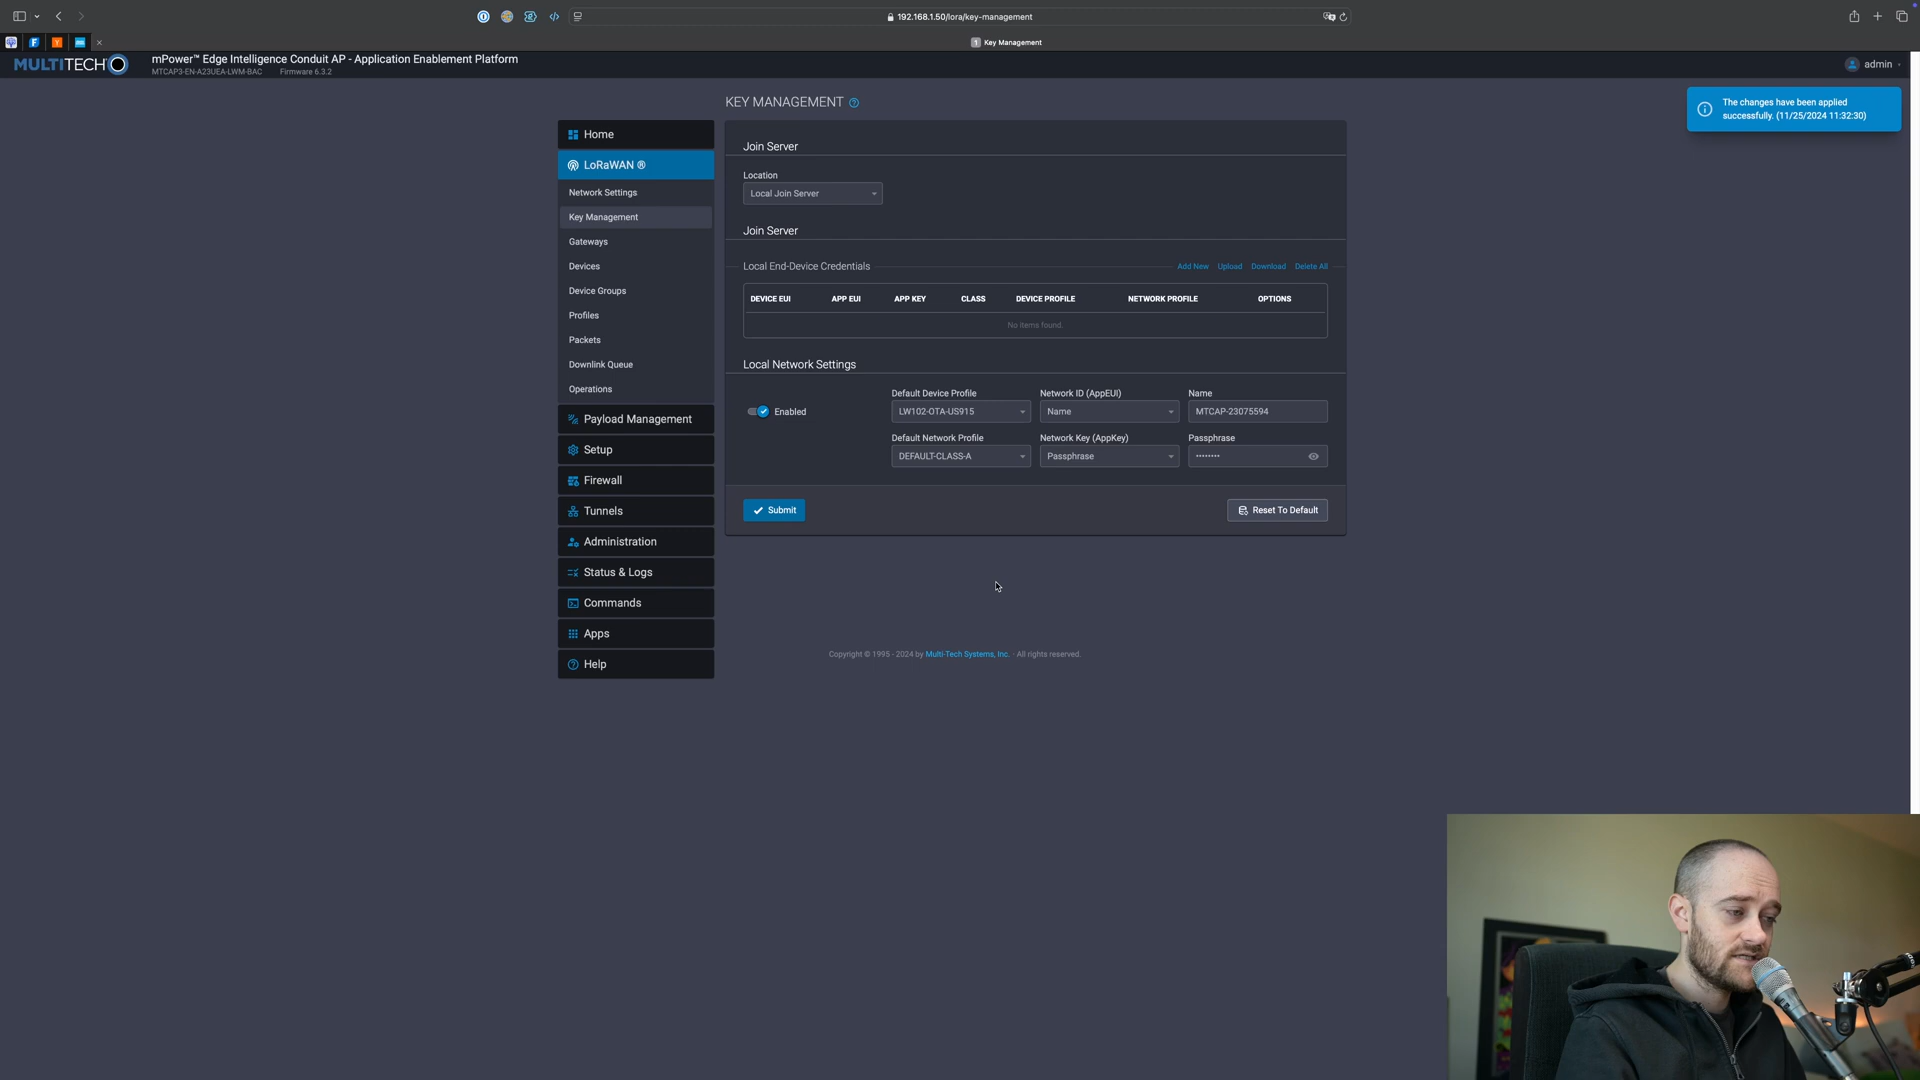 192.168.1.50/lora/key-management
1 Key Management
MULTITECH
mPower™ Edge Intelligence Conduit AP - Application Enablement Platform
MTCAP3-EN-A23UEA-LWM-BAC Firmware 6.3.2
admin
The changes have been applied
successfully. (11/25/2024 11:32:30)
KEY MANAGEMENT
Home
LoRaWAN ®
Network Settings
Key Management
Gateways
Devices
Device Groups
Profiles
Packets
Downlink Queue
Operations
Payload Management
Setup
Firewall
Tunnels
Administration
Status & Logs
Commands
Apps
Help
Join Server
Location
Local Join Server
Join Server
Local End-Device Credentials Add New Upload Download Delete All
DEVICE EUI APP EUI APP KEY CLASS DEVICE PROFILE NETWORK PROFILE OPTIONS
No items found.
Local Network Settings
Enabled
Default Device Profile Network ID (AppEUI) Name
LW102-OTA-US915 Name MTCAP-23075594
Default Network Profile Network Key (AppKey) Passphrase
DEFAULT-CLASS-A Passphrase ••••••••
Submit Reset To Default
Copyright © 1995 - 2024 by Multi-Tech Systems, Inc. · All rights reserved.